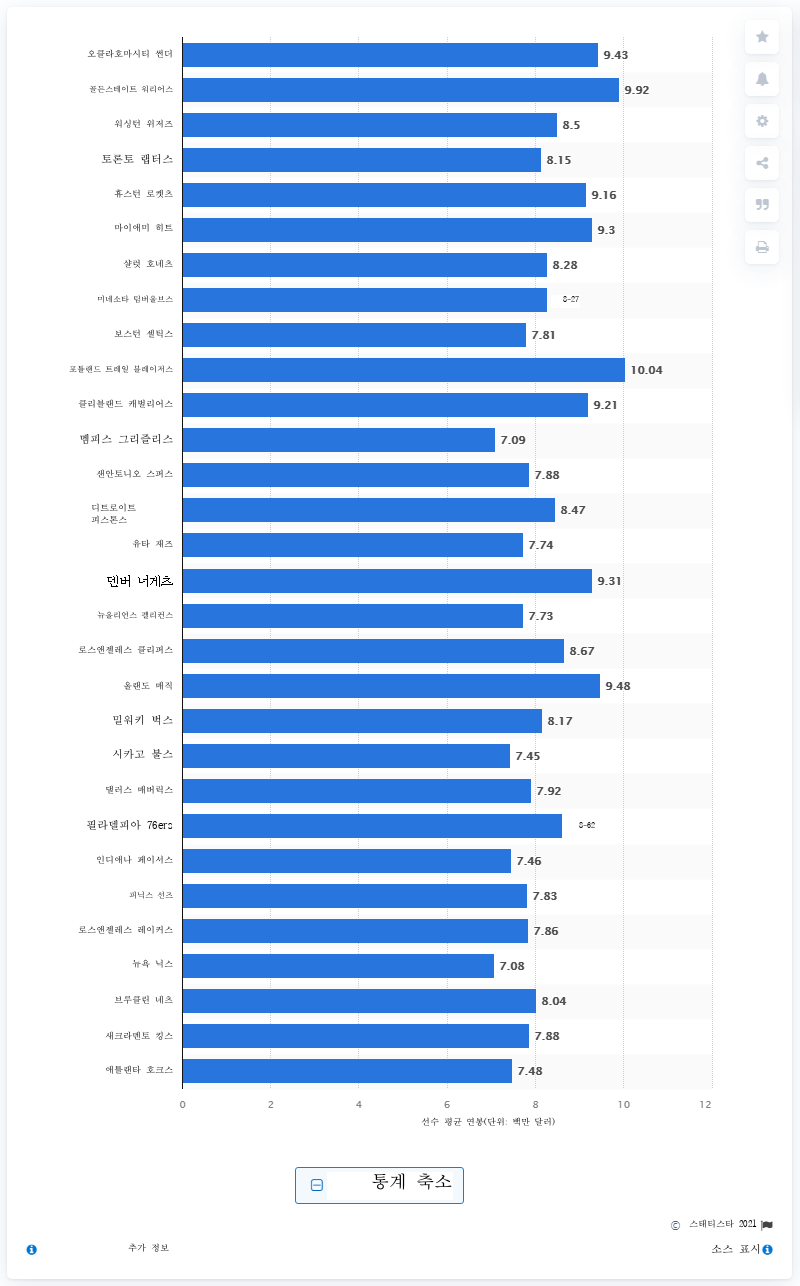 오클라호마시티 썬더 9.43
골든스테이트 워리어스 9.92
워싱턴 위저즈 8.5
토론토 랩터스 8.15
휴스턴 로켓츠 9.16
마이애미 히트 9.3
샬럿 호네츠 8.28
미네소타 팀버울브스 8-27
보스턴 셀틱스 7.81
포틀랜드 트레일 블레이저스 10.04
클리블랜드 캐벌리어스 9.21
멤피스 그리즐리스 7.09
샌안토니오 스퍼스 7.88
디트로이트
피스톤스 8.47
유타 재즈 7.74
덴버 너게츠 9.31
뉴올리언스 펠리컨스 7.73
로스앤젤레스 클리퍼스 8.67
올랜도 매직 9.48
밀워키 벅스 8.17
시카고 불스 7.45
댈러스 매버릭스 7.92
필라델피아 76ers 8-62
인디애나 페이서스 7.46
피닉스 선즈 7.83
로스앤젤레스 레이커스 7.86
뉴욕 닉스 7.08
브루클린 네츠 8.04
새크라멘토 킹스 7.88
애틀랜타 호크스 7.48
0 2 4 6 8 10 12
선수 평균 연봉(단위: 백만 달러)
통계 축소
© 스태티스타 2021
추가 정보 소스 표시